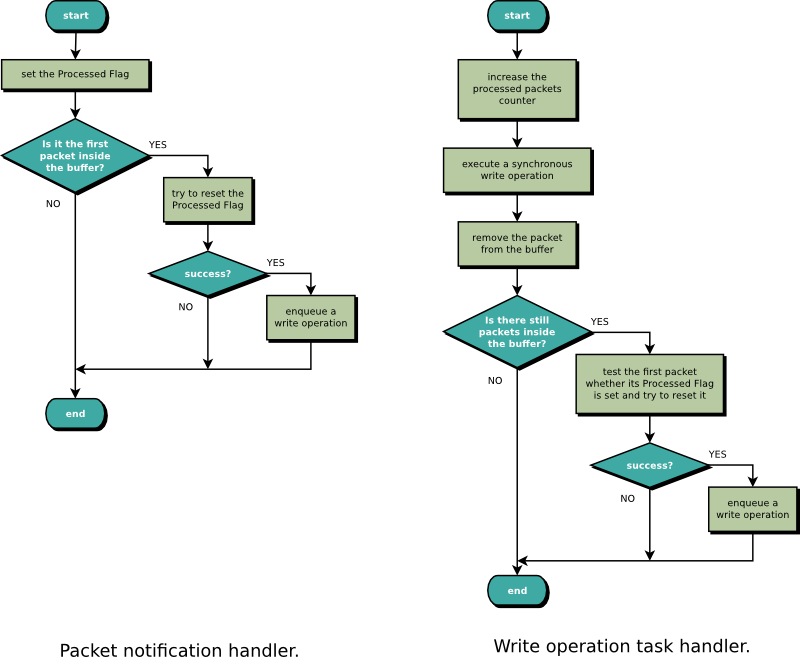 start
set the Processed Flag
Is it the first
packet inside
the buffer?
YES
NO
try to reset the
Processed Flag
success?
YES
NO
enqueue a
write operation
end
Packet notification handler.
start
increase the
processed packets
counter
execute a synchronous
write operation
remove the packet
from the buffer
Is there still
packets inside
the buffer?
YES
NO
test the first packet
whether its Processed Flag
is set and try to reset it
success?
YES
NO
enqueue a
write operation
end
Write operation task handler.